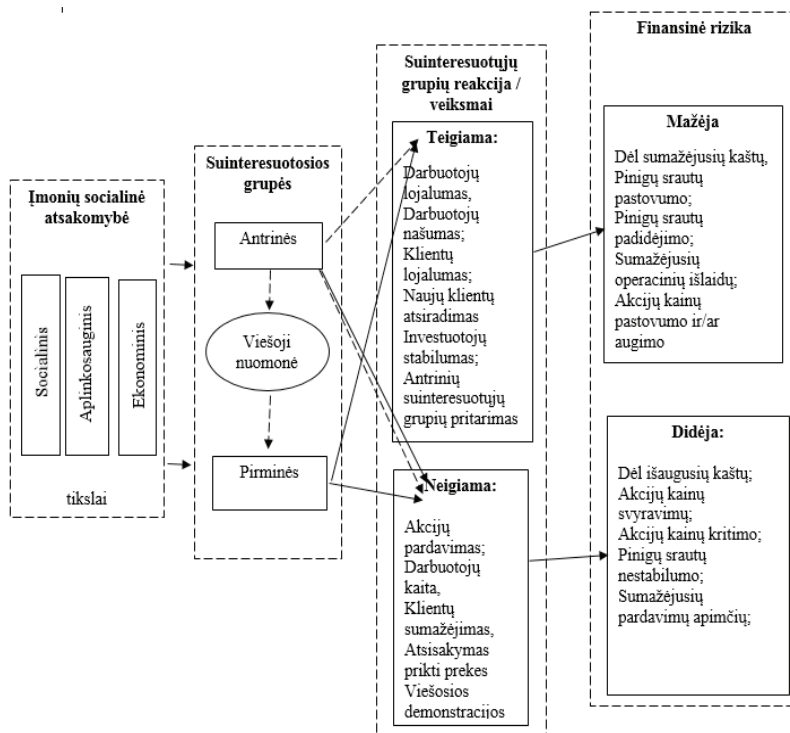 Įmonių socialinė
atsakomybė
Socialinis
Aplinkosauginis
Ekonominis
tikslai
Suinteresuotosios
grupės
Antrinės
Viešoji
nuomonė
Pirminės
Suinteresuotųjų
grupių reakcija /
veiksmai
Teigiama:
Darbuotojų
lojalumas,
Darbuotojų
našumas;
Klientų
lojalumas;
Naujų klientų
atsiradimas
Investuotojų
stabilumas;
Antrinių
suinteresuotųjų
grupių pritarimas
Neigiama:
Akcijų
pardavimas;
Darbuotojų
kaita,
Klientų
sumažėjimas,
Atsisakymas
prikti prekes
Viešosios
demonstracijos
Finansinė rizika
Mažėja
Dėl sumažėjusių kaštų,
Pinigų srautų
pastovumo;
Pinigų srautų
padidėjimo;
Sumažėjusių
operacinių išlaidų;
Akcijų kainų
pastovumo ir/ar
augimo
Didėja:
Dėl išaugusių kaštų;
Akcijų kainų
svyravimų;
Akcijų kainų kritimo;
Pinigų srautų
nestabilumo;
Sumažėjusių
pardavimų apimčių;